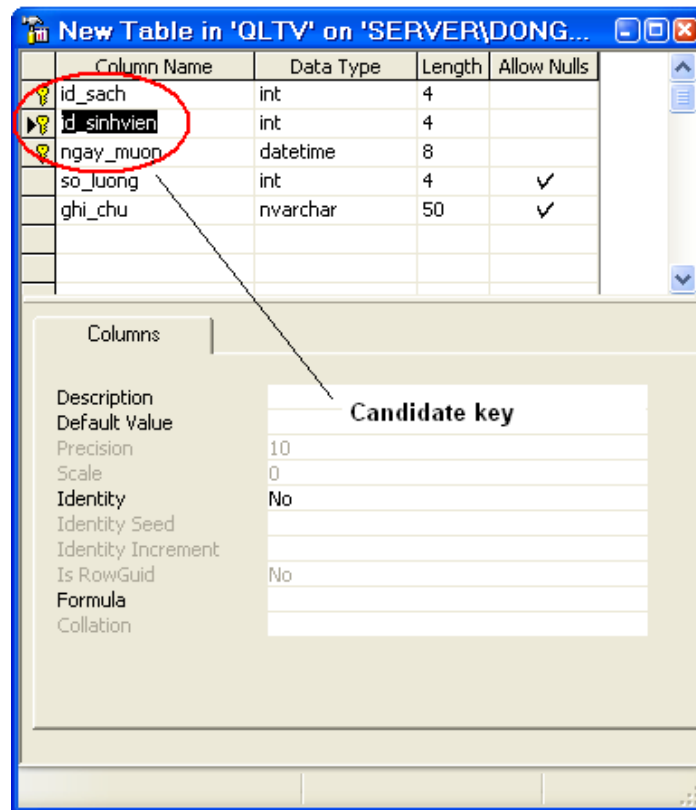 New Table in 'QLTV' on 'SERVER\DONG...
Column Name Data Type Length Allow Nulls
id_sach int 4
id_sinhvien int 4
ngay_muon datetime 8
so_luong int 4
ghi_chu nvarchar 50
Columns
Description
Candidate key
Default Value
Precision 10
Scale 0
Identity No
Identity Seed
Identity Increment
Is RowGuid No
Formula
Collation